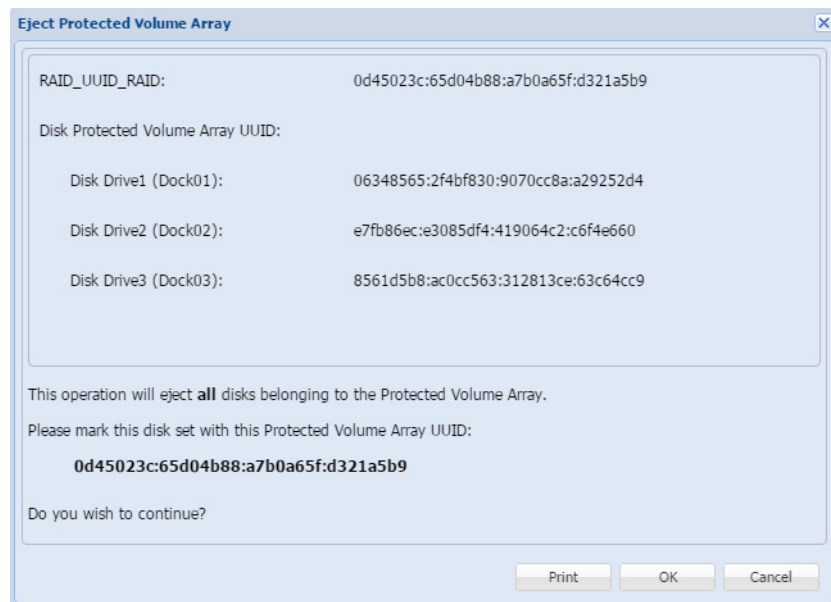 Eject Protected Volume Array
RAID_UUID_RAID: 0d45023c:65d04b88:a7b0a65f:d321a5b9
Disk Protected Volume Array UUID:
Disk Drive1 (Dock01): 06348565:2f4bf830:9070cc8a:a29252d4
Disk Drive2 (Dock02): e7fb86ec:e3085df4:419064c2:c6f4e660
Disk Drive3 (Dock03): 8561d5b8:ac0cc563:312813ce:63c64cc9
This operation will eject all disks belonging to the Protected Volume Array.
Please mark this disk set with this Protected Volume Array UUID:
0d45023c:65d04b88:a7b0a65f:d321a5b9
Do you wish to continue?
Print OK Cancel